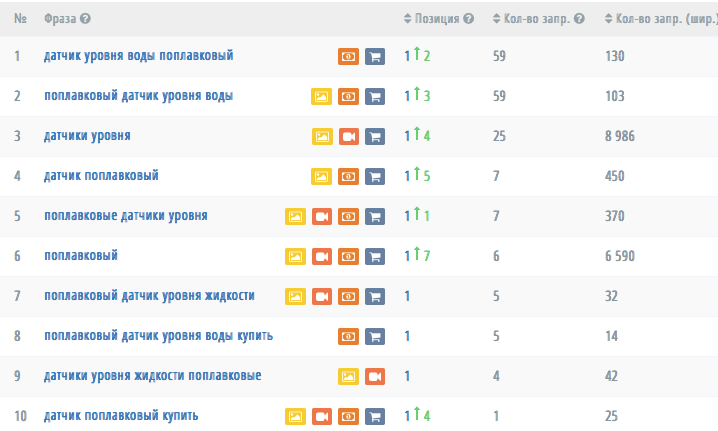 № Фраза Позиция Кол-во запр. Кол-во запр. (шир.)
1 датчик уровня воды поплавковый 1 2 59 130
2 поплавковый датчик уровня воды 1 3 59 103
3 датчики уровня 1 4 25 8 986
4 датчик поплавковый 1 5 7 450
5 поплавковые датчики уровня 1 1 7 370
6 поплавковый 1 7 6 6 590
7 поплавковый датчик уровня жидкости 1 5 32
8 поплавковый датчик уровня воды купить 1 5 14
9 датчики уровня жидкости поплавковые 1 4 42
10 датчик поплавковый купить 1 4 1 25